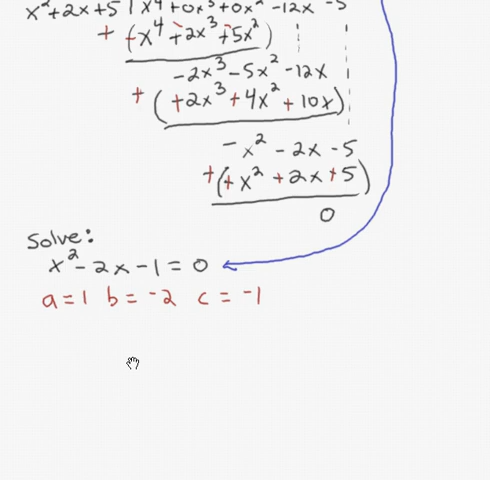 x²+2x+5 | x⁴ +0x³+0x² -12x -5
+ (-x⁴ -2x³ -5x²)
-2x³ -5x² -12x
+ (+2x³ +4x² +10x)
-x² -2x -5
+ (+x² +2x +5)
0
Solve:
x² -2x -1 = 0
a=1 b=-2 c=-1